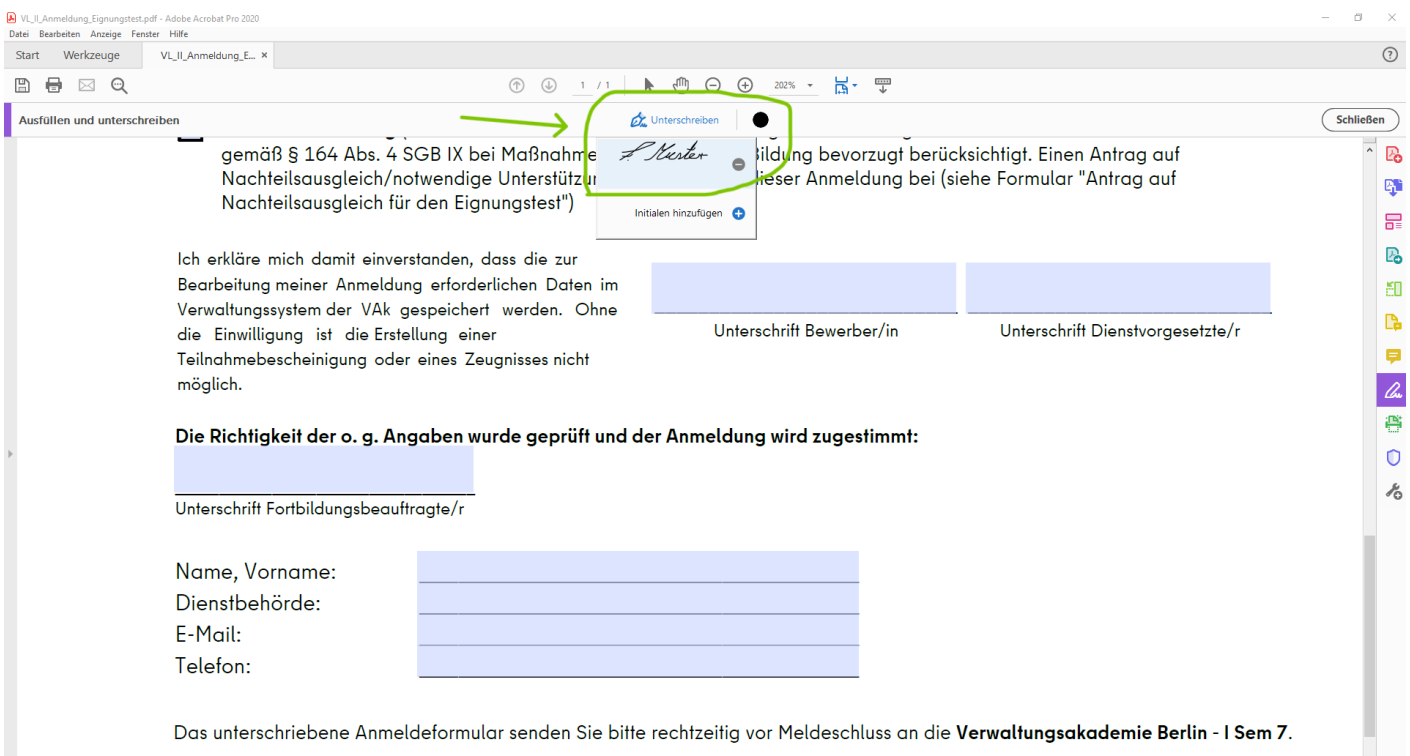 VL_II_Anmeldung_Eignungstest.pdf - Adobe Acrobat Pro 2020
Datei Bearbeiten Anzeige Fenster Hilfe
Start Werkzeuge VL_II_Anmeldung_E... ×
1 / 1 202%
Ausfüllen und unterschreiben Unterschreiben Schließen
gemäß § 164 Abs. 4 SGB IX bei Maßnahme ildung bevorzugt berücksichtigt. Einen Antrag auf
Nachteilsausgleich/notwendige Unterstützu dieser Anmeldung bei (siehe Formular "Antrag auf
Nachteilsausgleich für den Eignungstest")
Muster
Initialen hinzufügen
Ich erkläre mich damit einverstanden, dass die zur
Bearbeitung meiner Anmeldung erforderlichen Daten im
Verwaltungssystem der VAk gespeichert werden. Ohne
die Einwilligung ist die Erstellung einer
Teilnahmebescheinigung oder eines Zeugnisses nicht
möglich.
Unterschrift Bewerber/in Unterschrift Dienstvorgesetzte/r
Die Richtigkeit der o. g. Angaben wurde geprüft und der Anmeldung wird zugestimmt:
Unterschrift Fortbildungsbeauftragte/r
Name, Vorname:
Dienstbehörde:
E-Mail:
Telefon:
Das unterschriebene Anmeldeformular senden Sie bitte rechtzeitig vor Meldeschluss an die Verwaltungsakademie Berlin - I Sem 7.